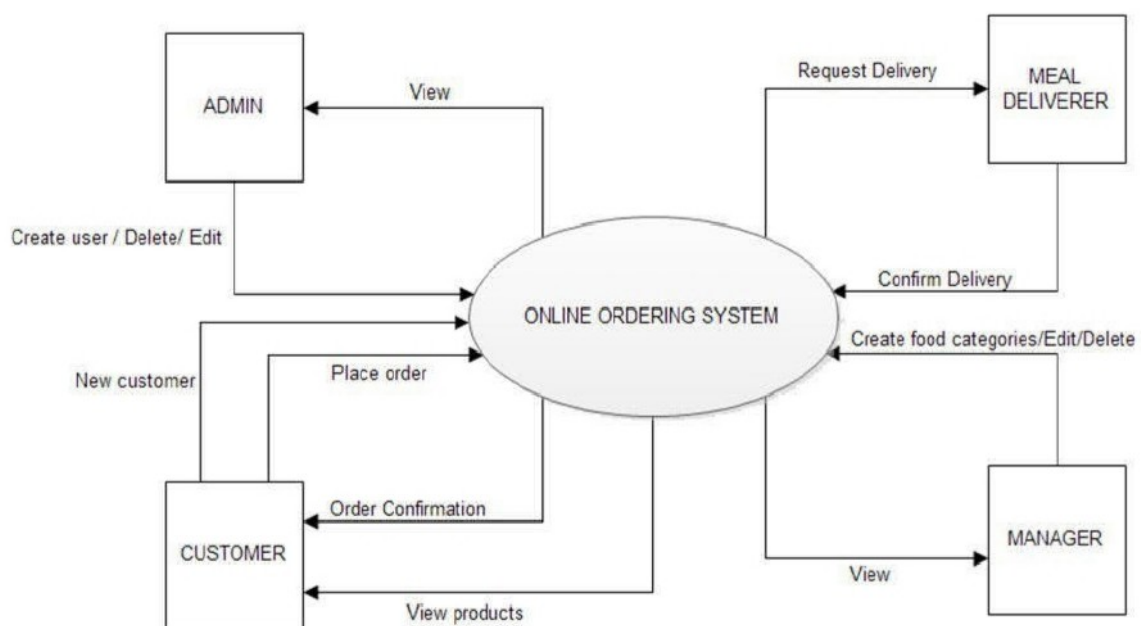 ADMIN
View
Request Delivery
MEAL
DELIVERER
Create user / Delete/ Edit
Confirm Delivery
ONLINE ORDERING SYSTEM
Create food categories/Edit/Delete
New customer
Place order
Order Confirmation
CUSTOMER
View products
MANAGER
View